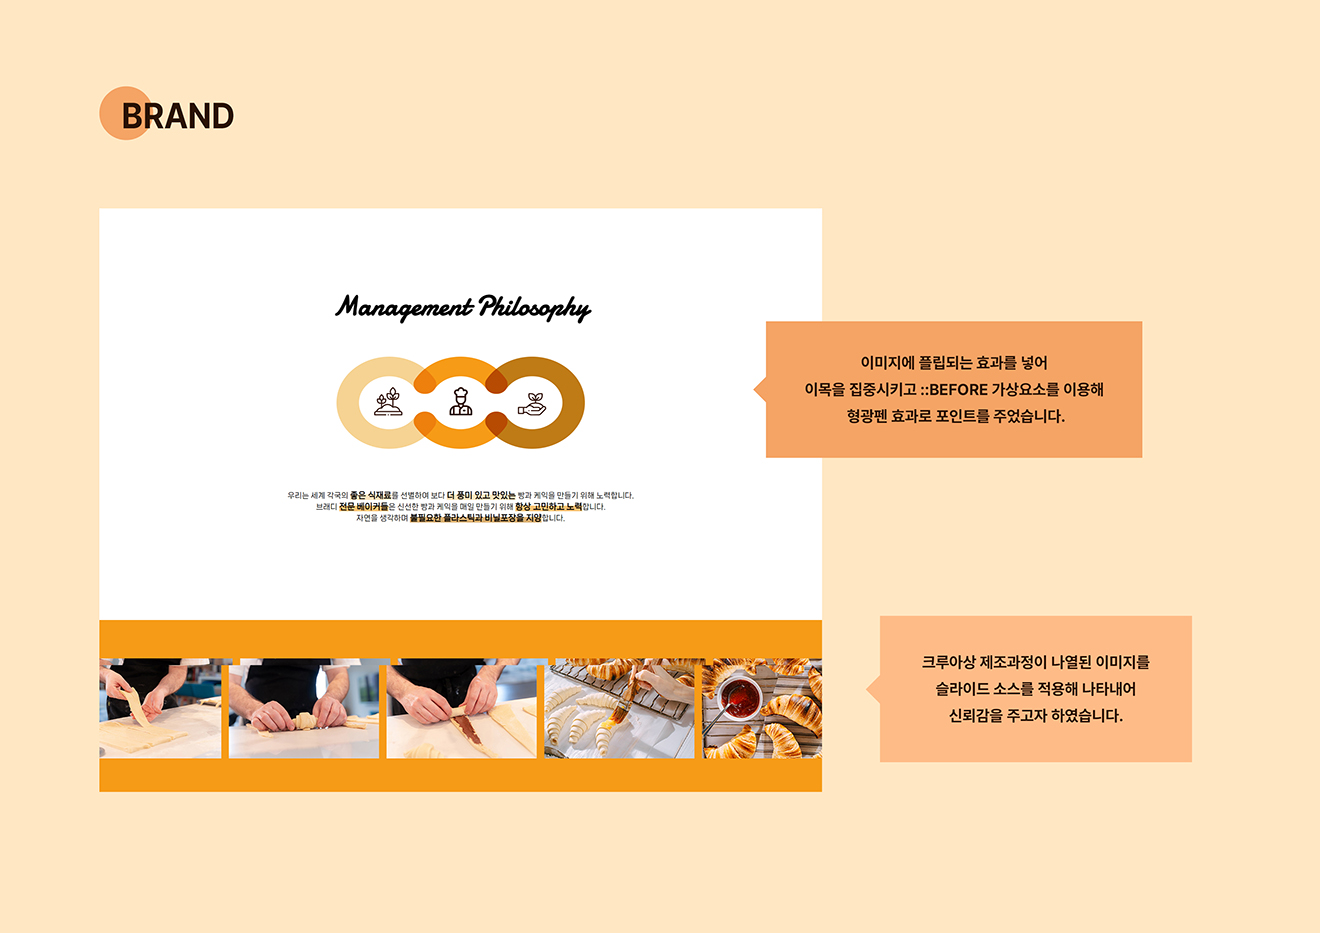 BRAND
Management Philosophy
우리는 세계 각국의 좋은 식재료를 선별하며 보다 더 풍미 있고 맛있는 빵과 케익을 만들기 위해 노력합니다.
브래디 전문 베이커들은 신선한 빵과 케익을 매일 만들기 위해 항상 고민하고 노력합니다.
자연을 생각하며 불필요한 플라스틱과 비닐포장을 지양합니다.
이미지에 플립되는 효과를 넣어
이목을 집중시키고 ::BEFORE 가상요소를 이용해
형광펜 효과로 포인트를 주었습니다.
크루아상 제조과정이 나열된 이미지를
슬라이드 소스를 적용해 나타내어
신뢰감을 주고자 하였습니다.